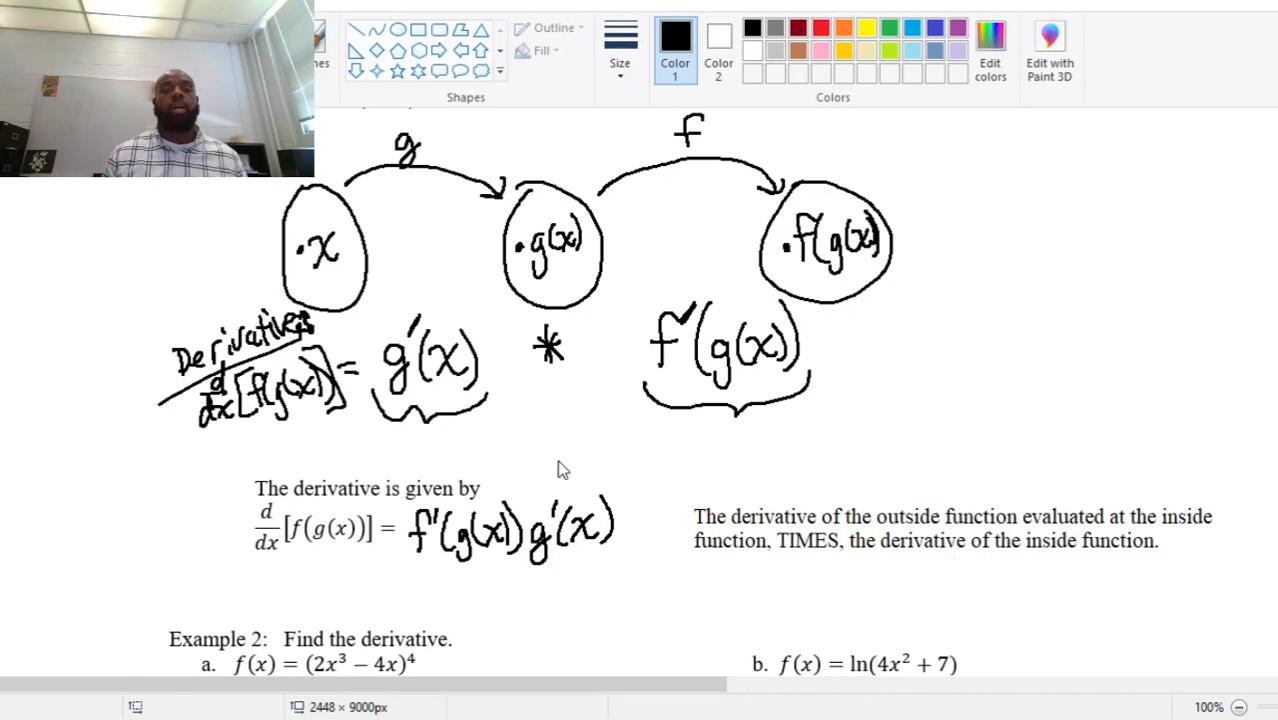 Outline
Fill
Size
Color 1
Color 2
Edit colors
Edit with Paint 3D
Shapes
Colors
g
f
·x
·g(x)
·f(g(x)
Derivatives
d/dx[f(g(x))] = g'(x) * f'(g(x))
The derivative is given by
d/dx [f(g(x))] = f'(g(x))g'(x)
The derivative of the outside function evaluated at the inside
function, TIMES, the derivative of the inside function.
Example 2: Find the derivative.
a. f(x) = (2x³ − 4x)⁴
b. f(x) = ln(4x² + 7)
2448 × 9000px
100%